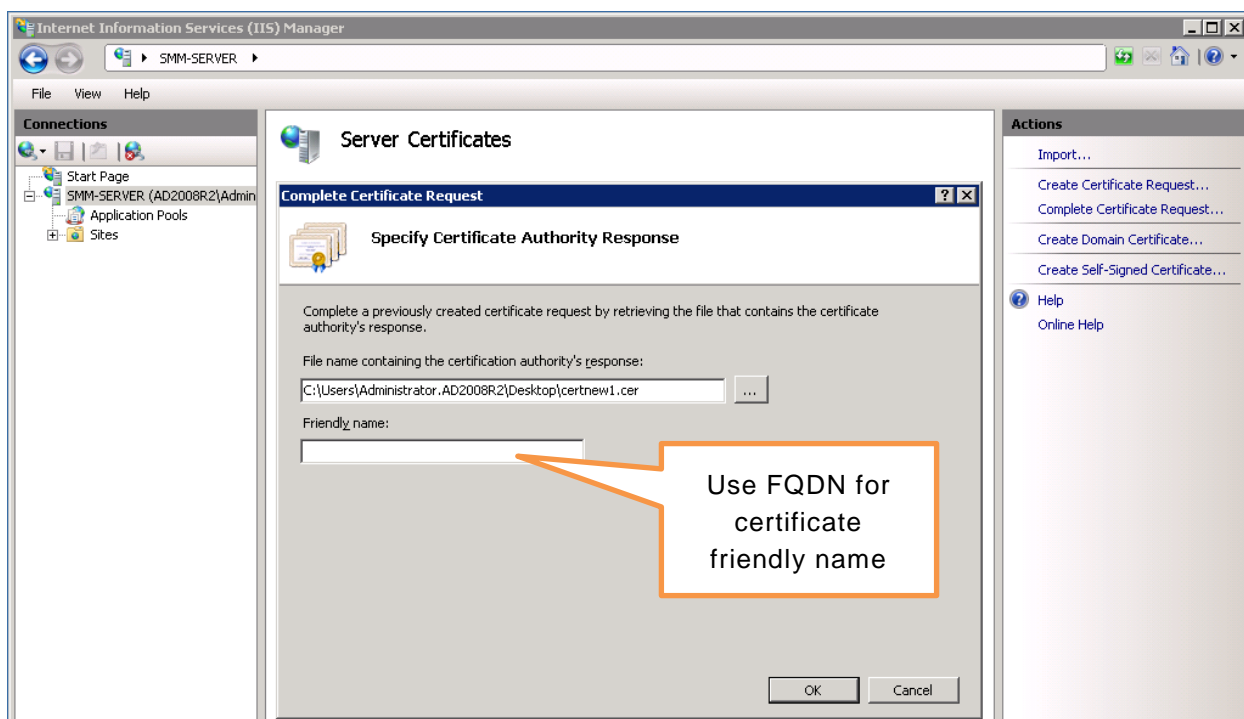 Internet Information Services (IIS) Manager
SMM-SERVER
File View Help
Connections
Start Page
SMM-SERVER (AD2008R2\Admin
Application Pools
Sites
Server Certificates
Complete Certificate Request
Specify Certificate Authority Response
Complete a previously created certificate request by retrieving the file that contains the certificate
authority's response.
File name containing the certification authority's response:
C:\Users\Administrator.AD2008R2\Desktop\certnew1.cer
...
Friendly name:
Use FQDN for
certificate
friendly name
OK Cancel
Actions
Import...
Create Certificate Request...
Complete Certificate Request...
Create Domain Certificate...
Create Self-Signed Certificate...
Help
Online Help